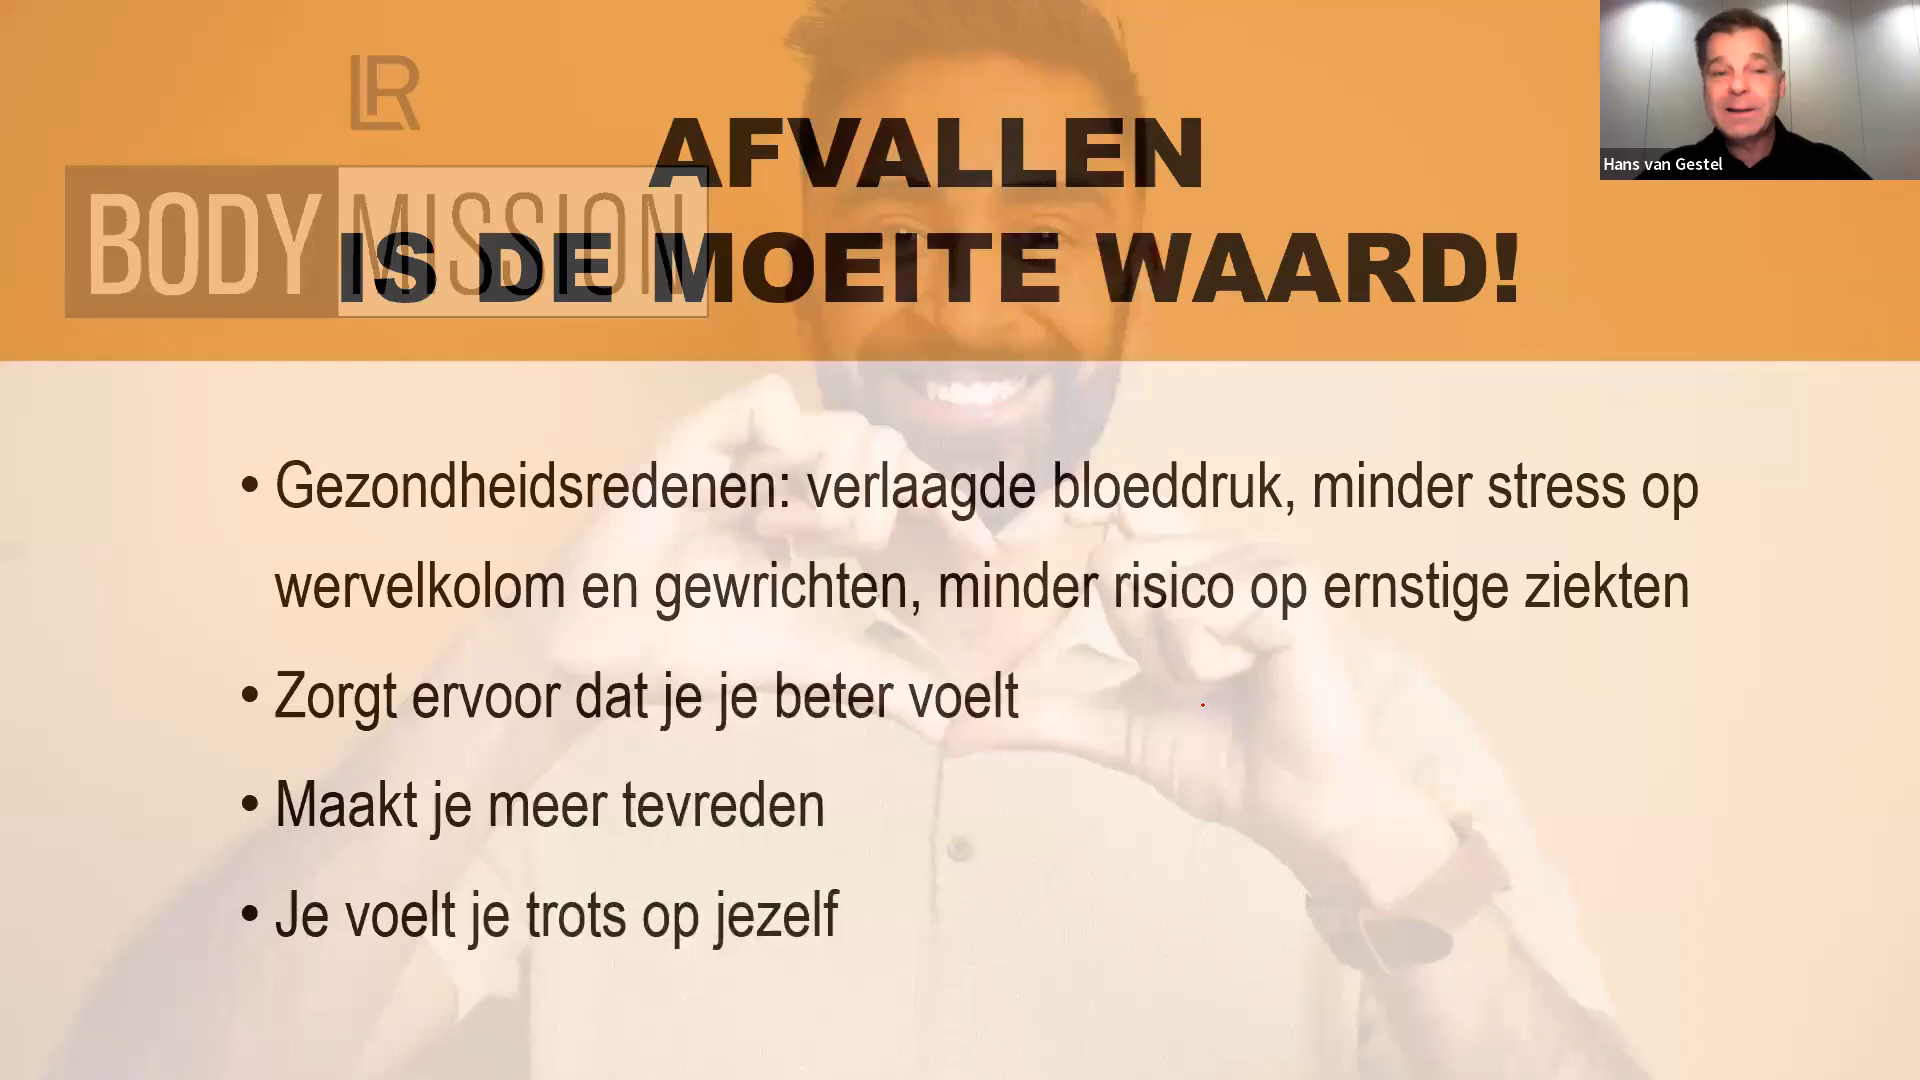 LR
BODY MISSION
AFVALLEN
IS DE MOEITE WAARD!
Hans van Gestel
• Gezondheidsredenen: verlaagde bloeddruk, minder stress op
wervelkolom en gewrichten, minder risico op ernstige ziekten
• Zorgt ervoor dat je je beter voelt
• Maakt je meer tevreden
• Je voelt je trots op jezelf